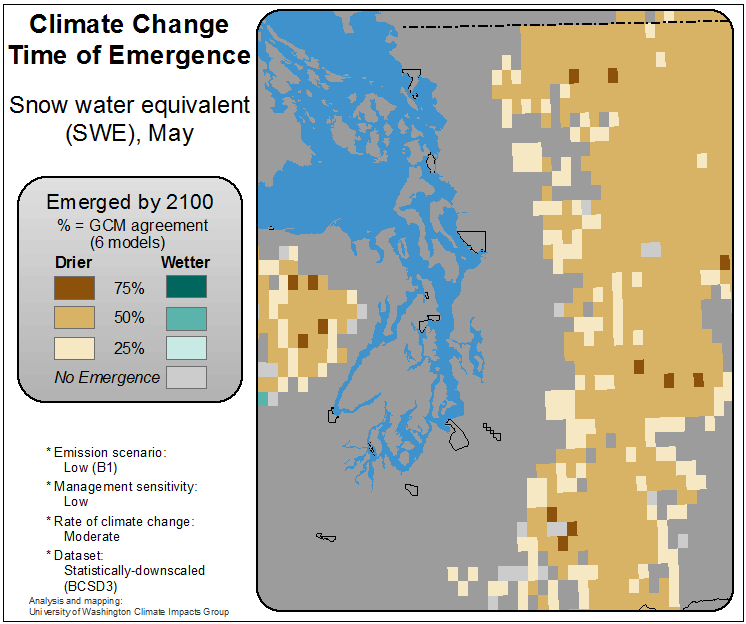 Climate Change
Time of Emergence
Snow water equivalent
(SWE), May
Emerged by 2100
% = GCM agreement
(6 models)
Drier Wetter
75%
50%
25%
No Emergence
* Emission scenario:
Low (B1)
* Management sensitivity:
Low
* Rate of climate change:
Moderate
* Dataset:
Statistically-downscaled
(BCSD3)
Analysis and mapping:
University of Washington Climate Impacts Group